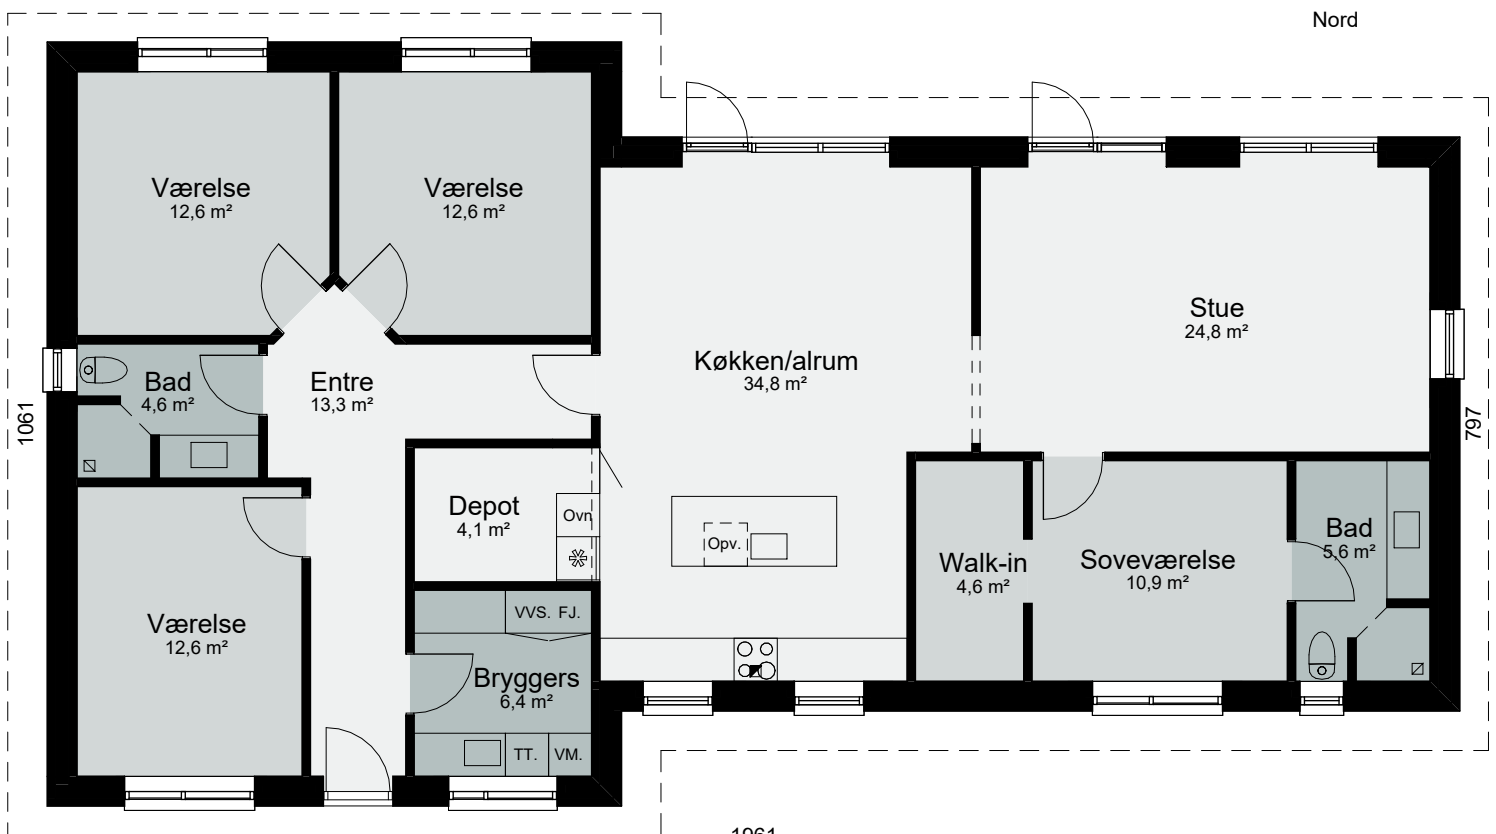 Nord
Værelse
12,6 m²
Værelse
12,6 m²
Stue
24,8 m²
Køkken/alrum
34,8 m²
Bad
4,6 m²
Entre
13,3 m²
1061
797
Depot
4,1 m²
Ovn
Opv.
Walk-in
4,6 m²
Soveværelse
10,9 m²
Bad
5,6 m²
Værelse
12,6 m²
VVS. FJ.
Bryggers
6,4 m²
TT.
VM.
1961